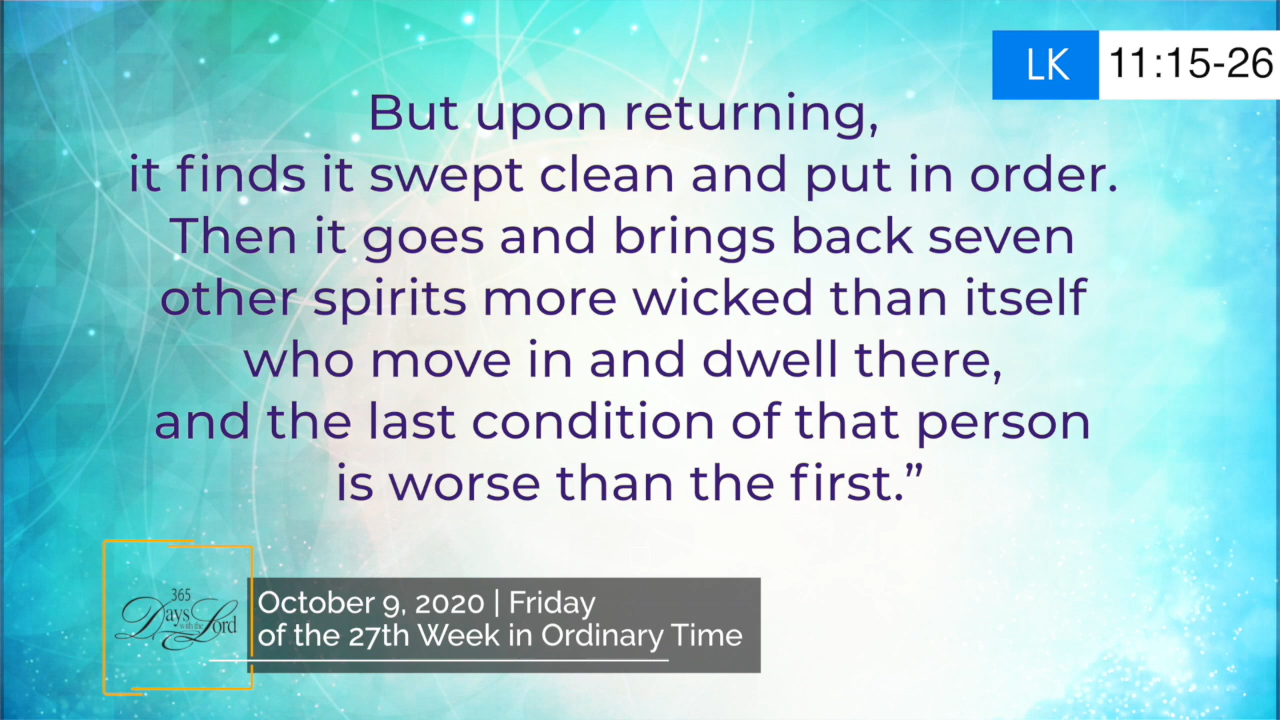 LK 11:15-26
But upon returning,
it finds it swept clean and put in order.
Then it goes and brings back seven
other spirits more wicked than itself
who move in and dwell there,
and the last condition of that person
is worse than the first.”
365
Days with the Lord
October 9, 2020 | Friday
of the 27th Week in Ordinary Time